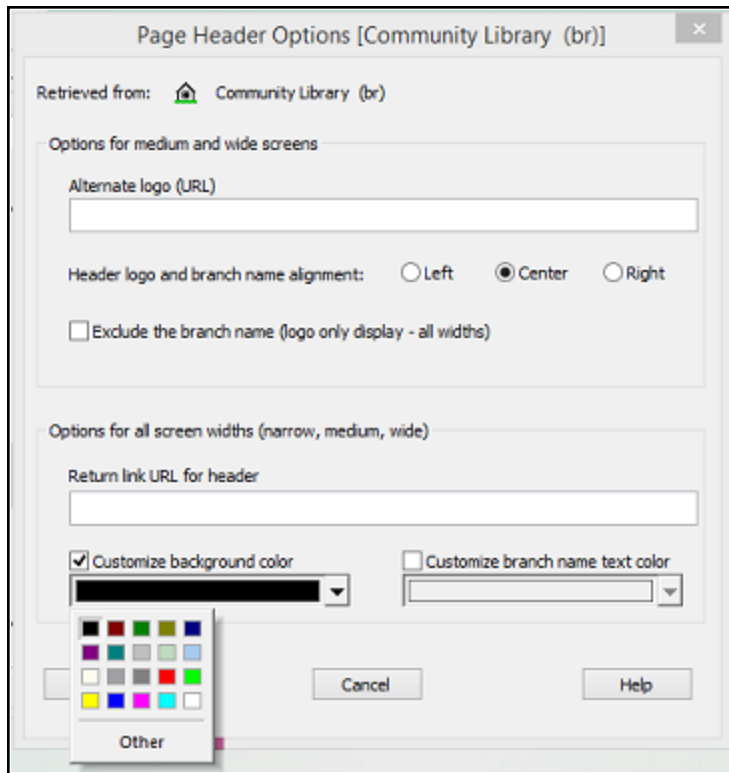 Page Header Options [Community Library (br)]
Retrieved from: Community Library (br)
Options for medium and wide screens
Alternate logo (URL)
Header logo and branch name alignment: Left Center Right
Exclude the branch name (logo only display - all widths)
Options for all screen widths (narrow, medium, wide)
Return link URL for header
Customize background color Customize branch name text color
Cancel Help
Other